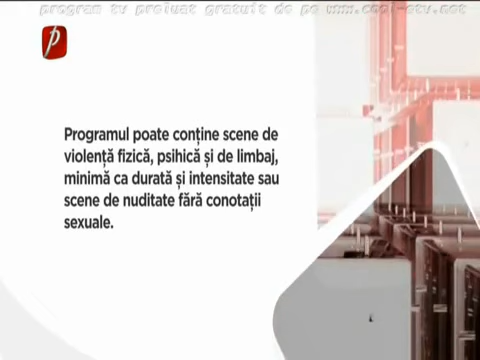 program tv preluat gratuit de pe www.cool-etv.net
p
Programul poate conține scene de
violență fizică, psihică și de limbaj,
minimă ca durată și intensitate sau
scene de nuditate fără conotații
sexuale.